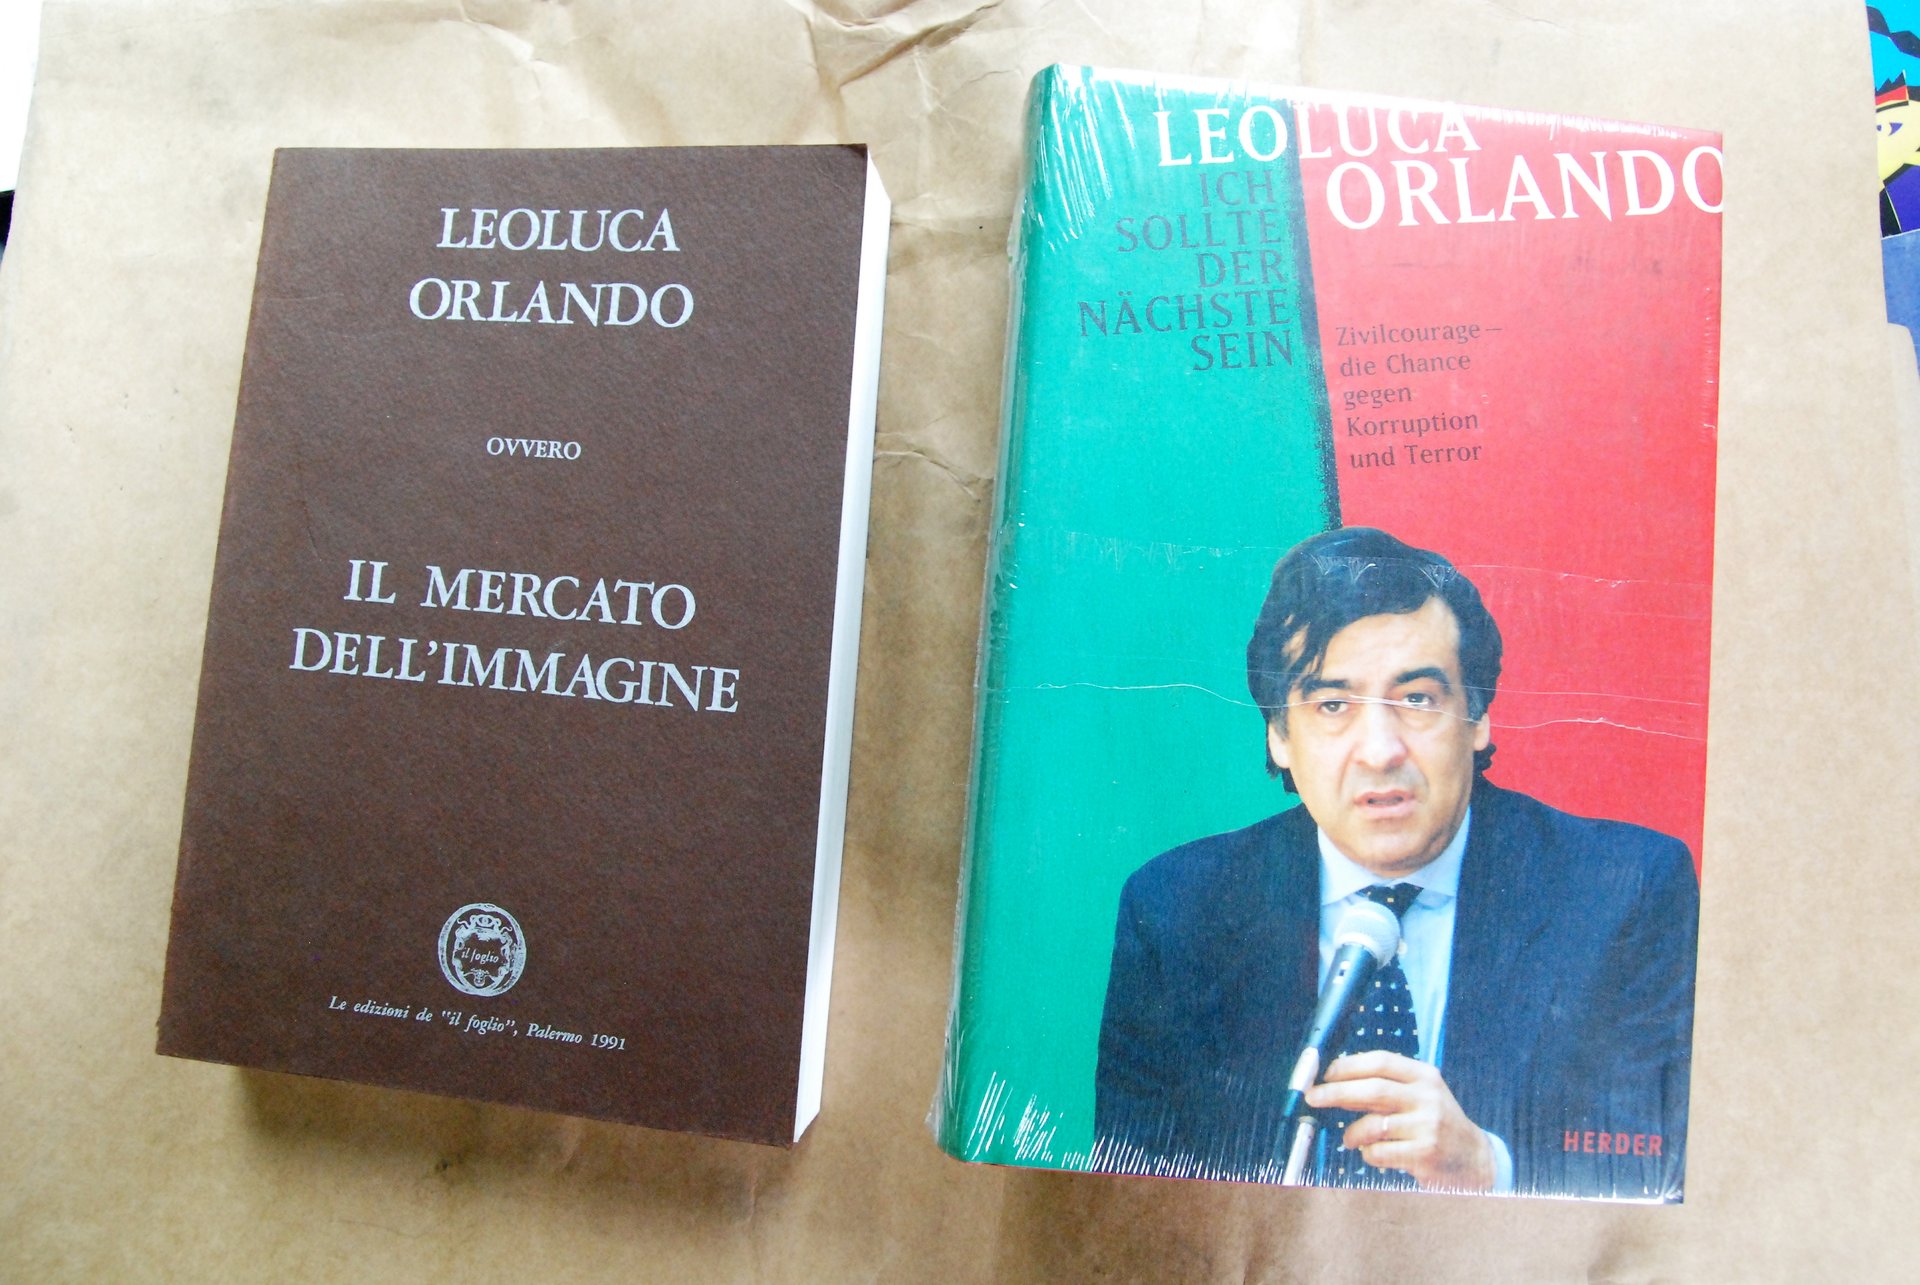 LEOLUCA
ORLANDO
OVVERO
IL MERCATO
DELL'IMMAGINE
il foglio
Le edizioni de "il foglio", Palermo 1991
LEOLUCA
ORLANDO
ICH
SOLLTE
DER
NÄCHSTE
SEIN
Zivilcourage –
die Chance
gegen
Korruption
und Terror
HERDER